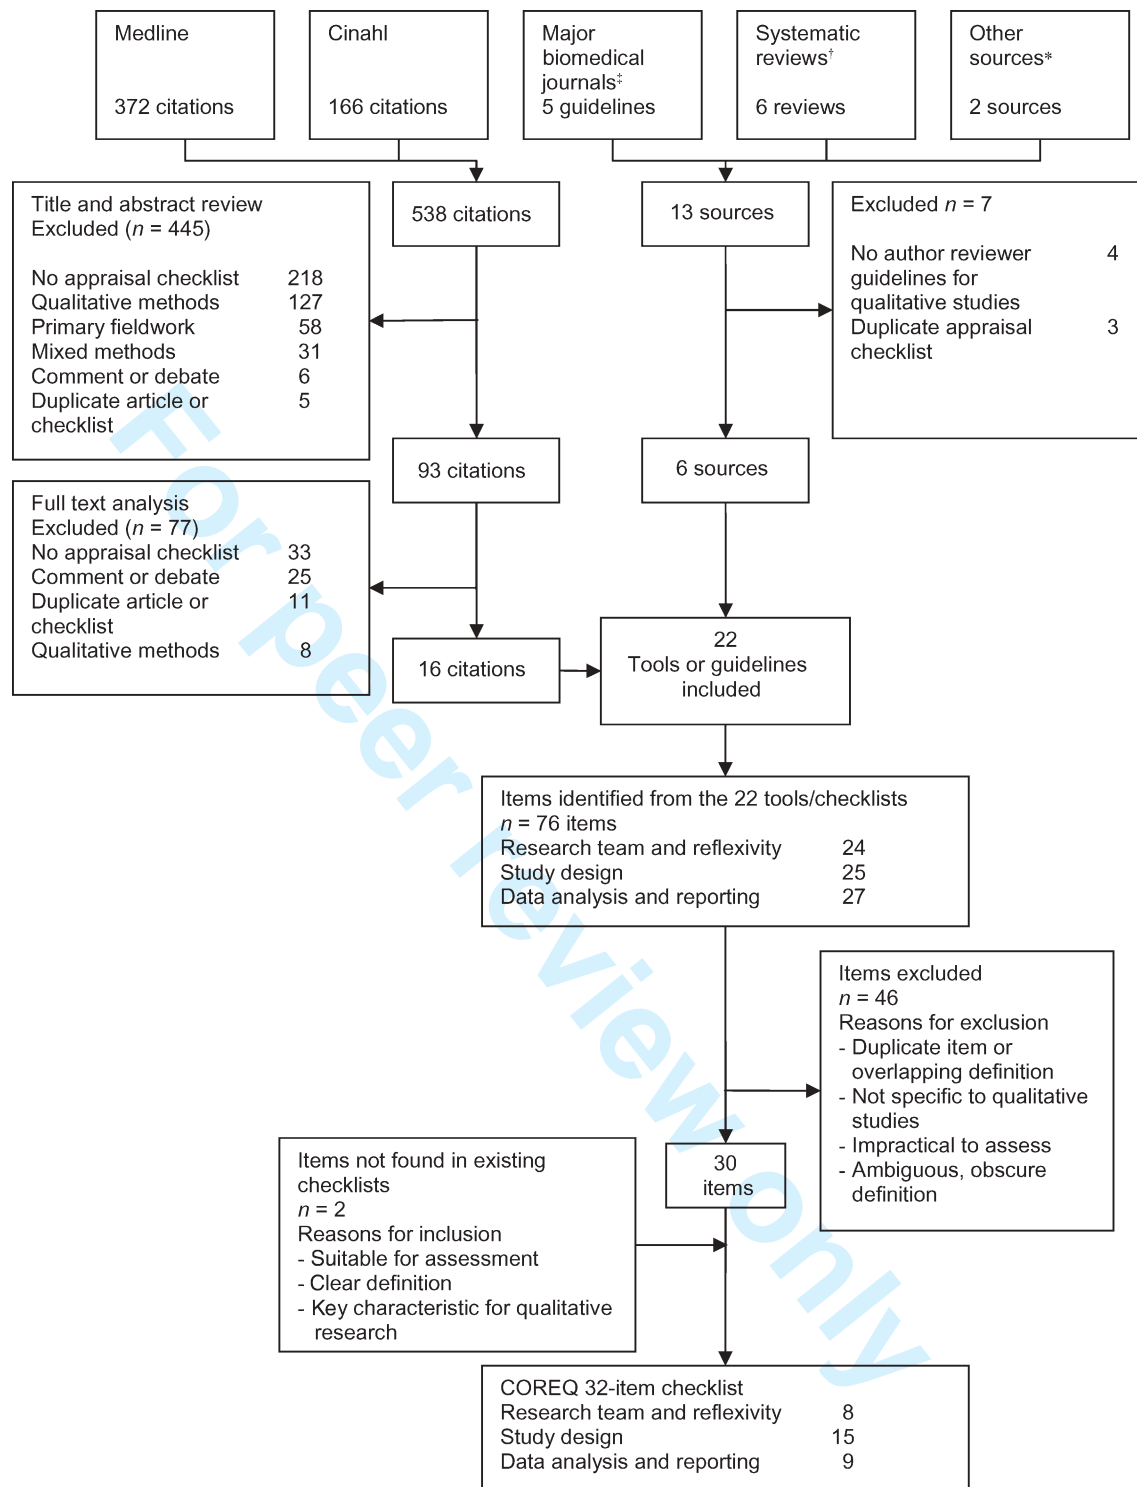 Medline
372 citations
Cinahl
166 citations
Major
biomedical
journals‡
5 guidelines
Systematic
reviews†
6 reviews
Other
sources*
2 sources
Title and abstract review
Excluded (n = 445)
No appraisal checklist 218
Qualitative methods 127
Primary fieldwork 58
Mixed methods 31
Comment or debate 6
Duplicate article or 5
checklist
538 citations
13 sources
Excluded n = 7
No author reviewer 4
guidelines for
qualitative studies
Duplicate appraisal 3
checklist
93 citations
6 sources
Full text analysis
Excluded (n = 77)
No appraisal checklist 33
Comment or debate 25
Duplicate article or 11
checklist
Qualitative methods 8
16 citations
22
Tools or guidelines
included
Items identified from the 22 tools/checklists
n = 76 items
Research team and reflexivity 24
Study design 25
Data analysis and reporting 27
Items excluded
n = 46
Reasons for exclusion
- Duplicate item or
overlapping definition
- Not specific to qualitative
studies
- Impractical to assess
- Ambiguous, obscure
definition
30
items
Items not found in existing
checklists
n = 2
Reasons for inclusion
- Suitable for assessment
- Clear definition
- Key characteristic for qualitative
research
COREQ 32-item checklist
Research team and reflexivity 8
Study design 15
Data analysis and reporting 9
For peer review only